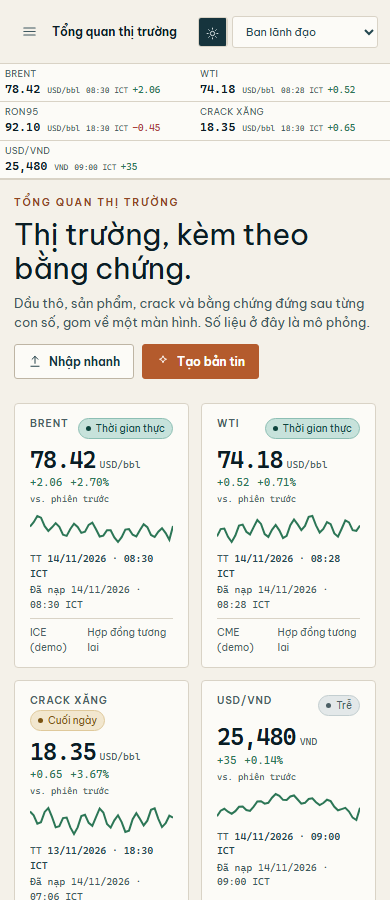 Tổng quan thị trường
Ban lãnh đạo
BRENT
78.42 USD/bbl 08:30 ICT +2.06
WTI
74.18 USD/bbl 08:28 ICT +0.52
RON95
92.10 USD/bbl 18:30 ICT −0.45
CRACK XĂNG
18.35 USD/bbl 18:30 ICT +0.65
USD/VND
25,480 VND 09:00 ICT +35
TỔNG QUAN THỊ TRƯỜNG
Thị trường, kèm theo
bằng chứng.
Dầu thô, sản phẩm, crack và bằng chứng đứng sau từng
con số, gom về một màn hình. Số liệu ở đây là mô phỏng.
Nhập nhanh
Tạo bản tin
BRENT
Thời gian thực
78.42 USD/bbl
+2.06 +2.70%
vs. phiên trước
TT 14/11/2026 · 08:30
ICT
Đã nạp 14/11/2026 ·
08:30 ICT
ICE
(demo)
Hợp đồng tương
lai
WTI
Thời gian thực
74.18 USD/bbl
+0.52 +0.71%
vs. phiên trước
TT 14/11/2026 · 08:28
ICT
Đã nạp 14/11/2026 ·
08:28 ICT
CME
(demo)
Hợp đồng tương
lai
CRACK XĂNG
Cuối ngày
18.35 USD/bbl
+0.65 +3.67%
vs. phiên trước
TT 13/11/2026 · 18:30
ICT
Đã nạp 14/11/2026 ·
07:06 ICT
USD/VND
Trễ
25,480 VND
+35 +0.14%
vs. phiên trước
TT 14/11/2026 · 09:00
ICT
Đã nạp 14/11/2026 ·
09:00 ICT